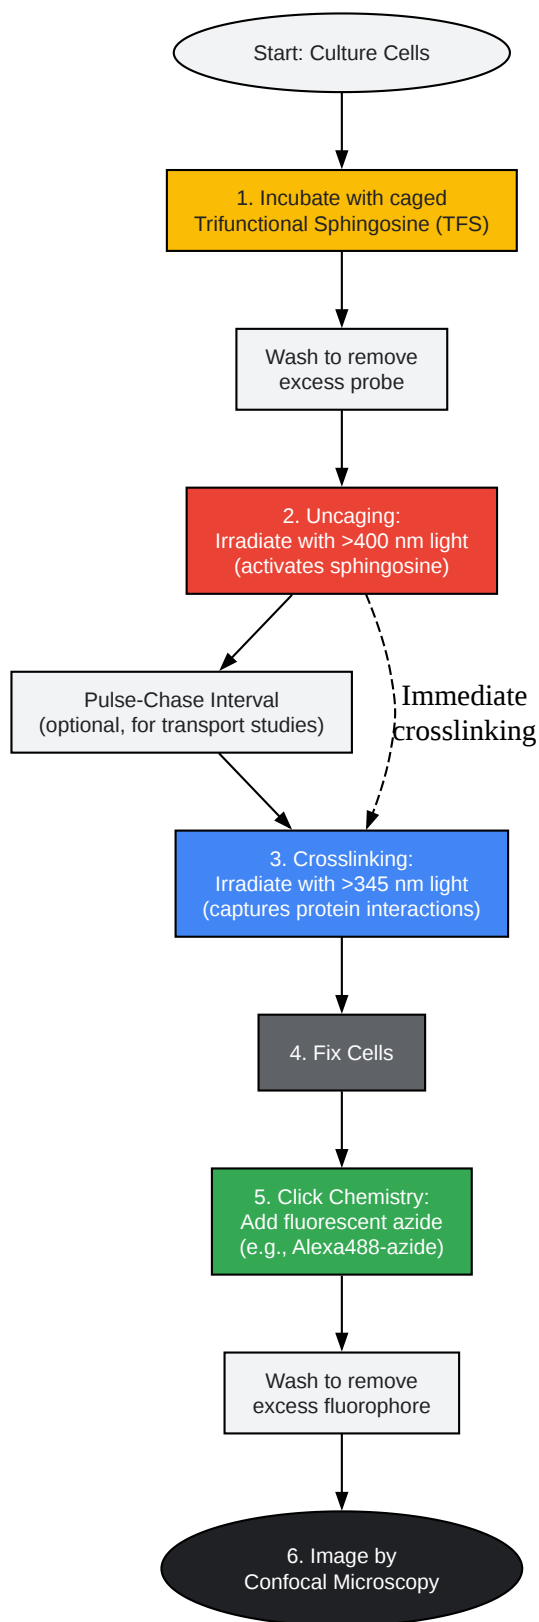 Start: Culture Cells
1. Incubate with caged
Trifunctional Sphingosine (TFS)
Wash to remove
excess probe
2. Uncaging:
Irradiate with >400 nm light
(activates sphingosine)
Pulse-Chase Interval
(optional, for transport studies)
Immediate
crosslinking
3. Crosslinking:
Irradiate with >345 nm light
(captures protein interactions)
4. Fix Cells
5. Click Chemistry:
Add fluorescent azide
(e.g., Alexa488-azide)
Wash to remove
excess fluorophore
6. Image by
Confocal Microscopy